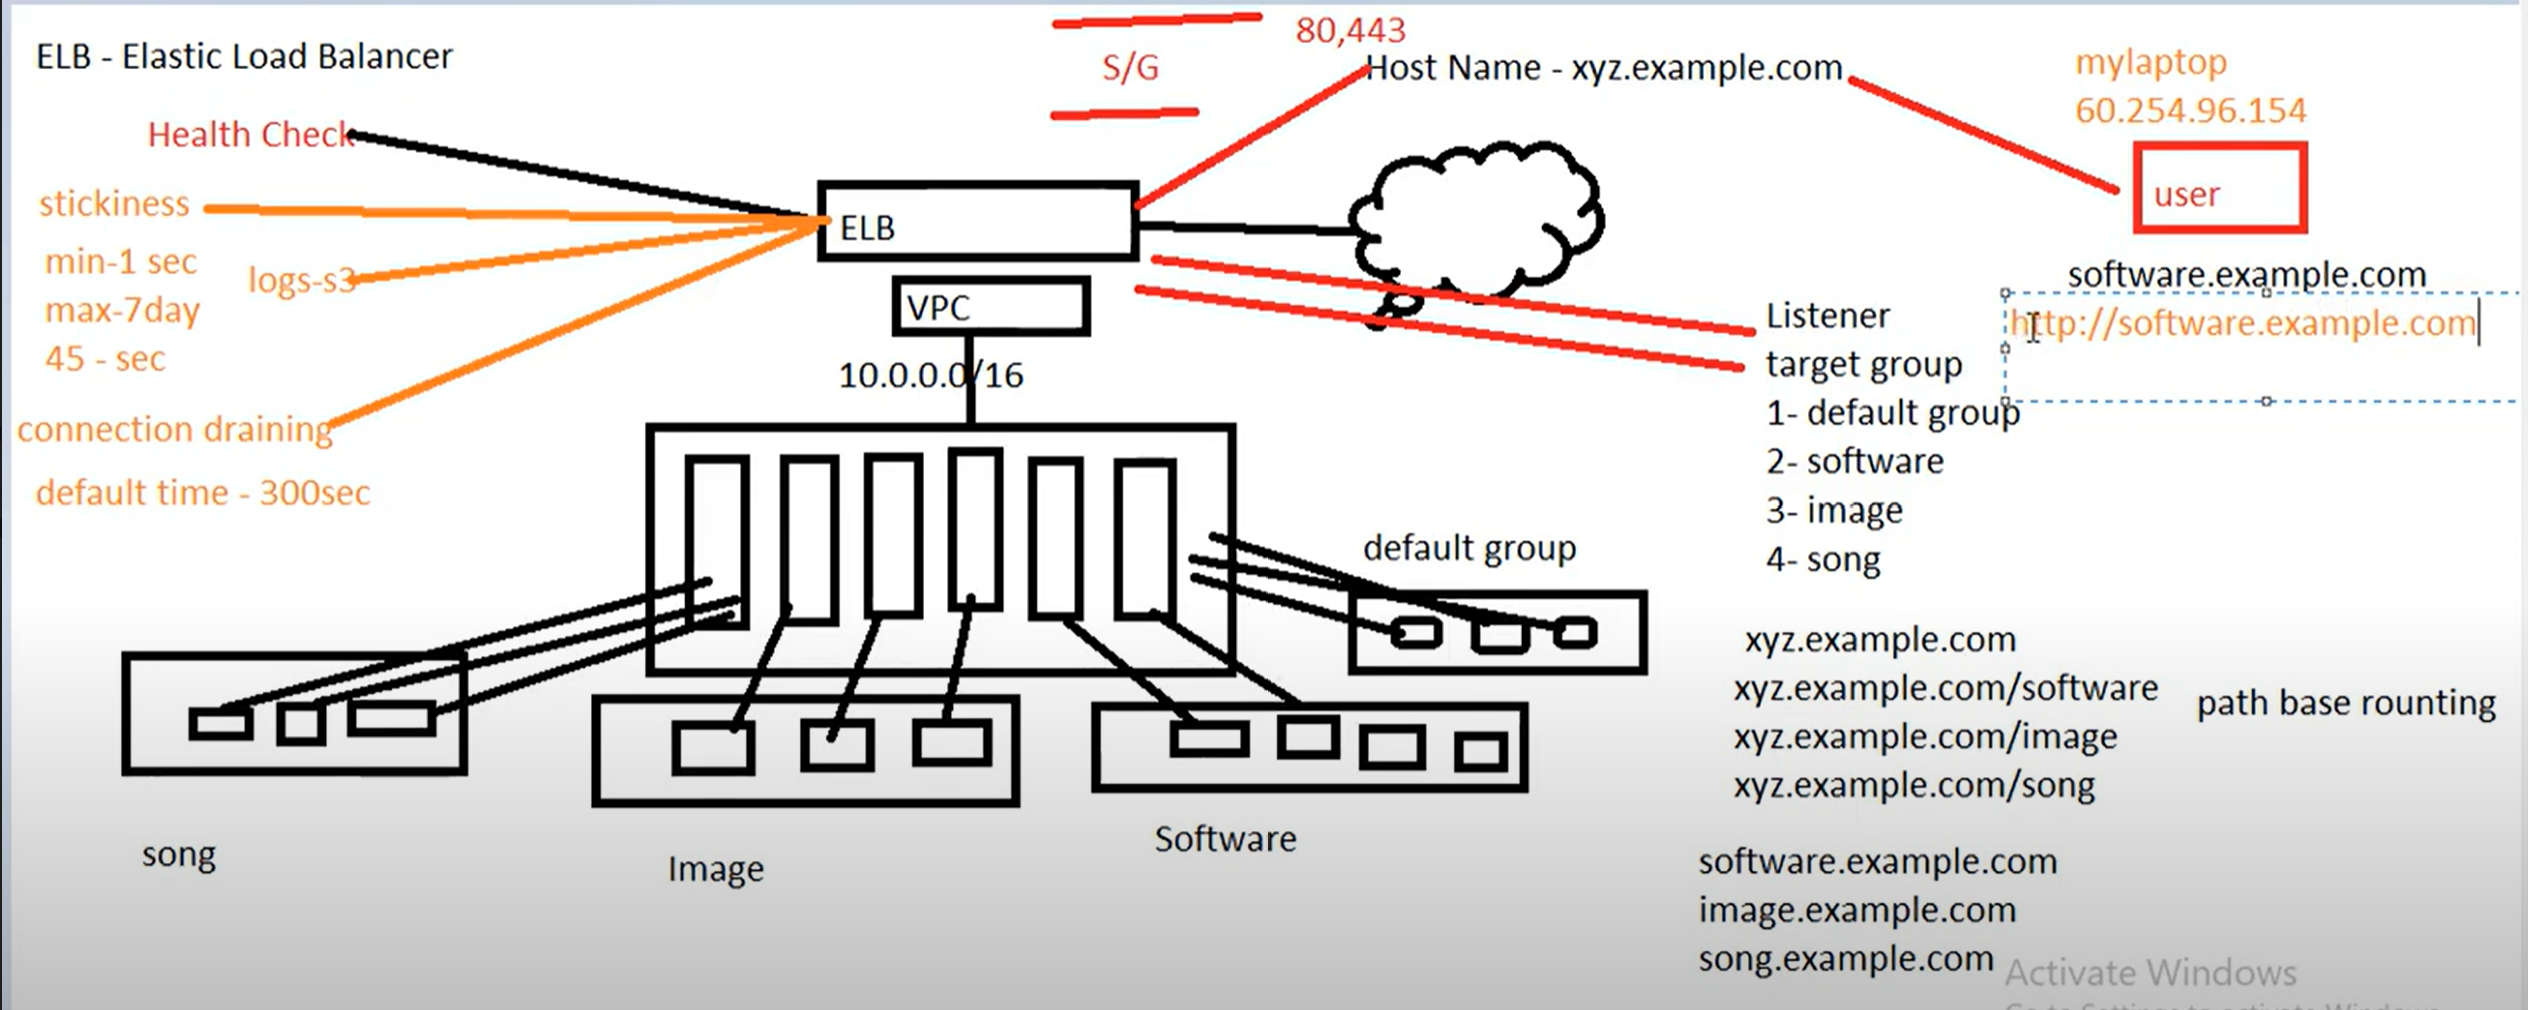 ELB - Elastic Load Balancer
80,443
S/G
Host Name - xyz.example.com
mylaptop
60.254.96.154
Health Check
user
stickiness
ELB
min-1 sec
logs-s3
max-7day
45 - sec
VPC
10.0.0.0/16
software.example.com
http://software.example.com
Listener
target group
1- default group
2- software
3- image
4- song
connection draining
default time - 300sec
default group
xyz.example.com
xyz.example.com/software
path base rounting
xyz.example.com/image
xyz.example.com/song
song
Image
Software
software.example.com
image.example.com
song.example.com
Activate Windows